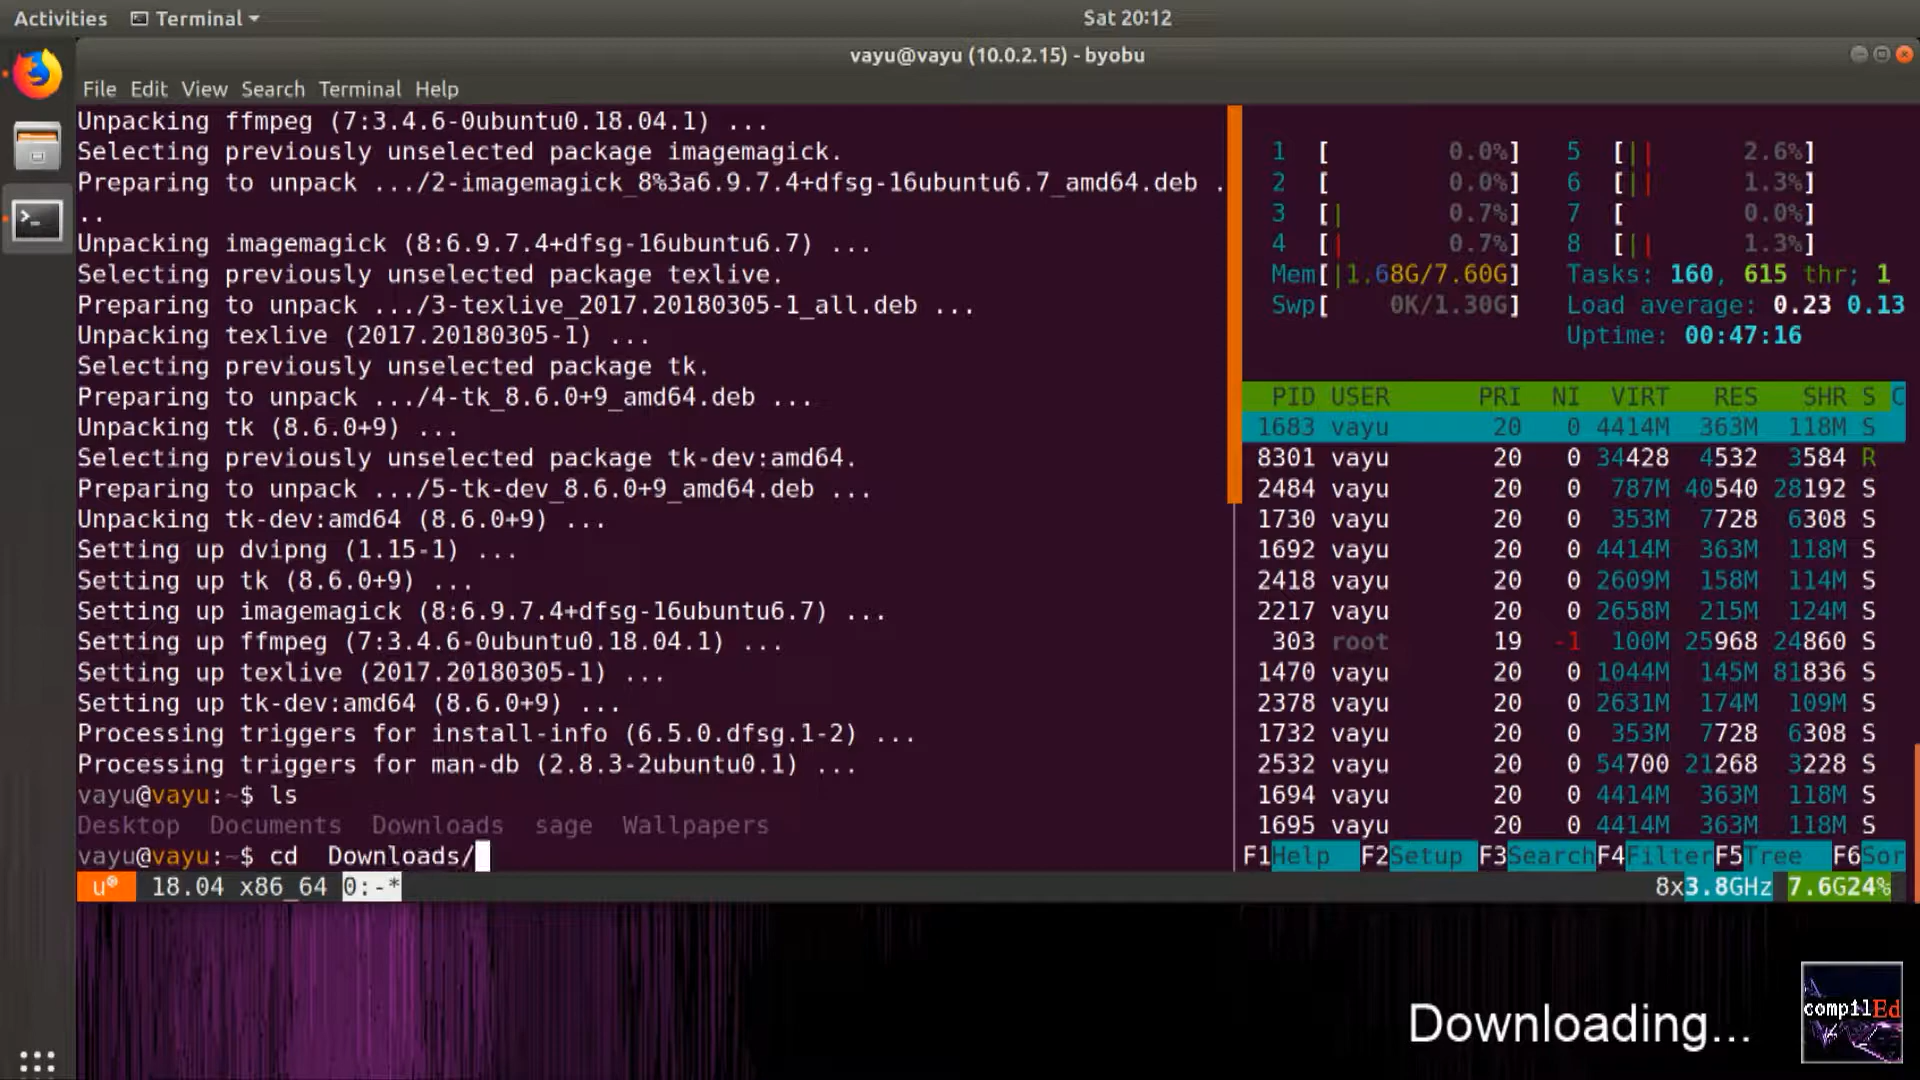 Activities Terminal Sat 20:12
vayu@vayu (10.0.2.15) - byobu
File Edit View Search Terminal Help
Unpacking ffmpeg (7:3.4.6-0ubuntu0.18.04.1) ...
Selecting previously unselected package imagemagick.
Preparing to unpack .../2-imagemagick_8%3a6.9.7.4+dfsg-16ubuntu6.7_amd64.deb .
..
Unpacking imagemagick (8:6.9.7.4+dfsg-16ubuntu6.7) ...
Selecting previously unselected package texlive.
Preparing to unpack .../3-texlive_2017.20180305-1_all.deb ...
Unpacking texlive (2017.20180305-1) ...
Selecting previously unselected package tk.
Preparing to unpack .../4-tk_8.6.0+9_amd64.deb ...
Unpacking tk (8.6.0+9) ...
Selecting previously unselected package tk-dev:amd64.
Preparing to unpack .../5-tk-dev_8.6.0+9_amd64.deb ...
Unpacking tk-dev:amd64 (8.6.0+9) ...
Setting up dvipng (1.15-1) ...
Setting up tk (8.6.0+9) ...
Setting up imagemagick (8:6.9.7.4+dfsg-16ubuntu6.7) ...
Setting up ffmpeg (7:3.4.6-0ubuntu0.18.04.1) ...
Setting up texlive (2017.20180305-1) ...
Setting up tk-dev:amd64 (8.6.0+9) ...
Processing triggers for install-info (6.5.0.dfsg.1-2) ...
Processing triggers for man-db (2.8.3-2ubuntu0.1) ...
vayu@vayu:~$ ls
Desktop Documents Downloads sage Wallpapers
vayu@vayu:~$ cd  Downloads/
1 [ 0.0%] 5 [|| 2.6%]
2 [ 0.0%] 6 [|| 1.3%]
3 [| 0.7%] 7 [ 0.0%]
4 [| 0.7%] 8 [|| 1.3%]
Mem[|1.68G/7.60G] Tasks: 160, 615 thr; 1
Swp[ 0K/1.30G] Load average: 0.23 0.13
Uptime: 00:47:16
PID USER PRI NI VIRT RES SHR S C
1683 vayu 20 0 4414M 363M 118M S
8301 vayu 20 0 34428 4532 3584 R
2484 vayu 20 0 787M 40540 28192 S
1730 vayu 20 0 353M 7728 6308 S
1692 vayu 20 0 4414M 363M 118M S
2418 vayu 20 0 2609M 158M 114M S
2217 vayu 20 0 2658M 215M 124M S
303 root 19 -1 100M 25968 24860 S
1470 vayu 20 0 1044M 145M 81836 S
2378 vayu 20 0 2631M 174M 109M S
1732 vayu 20 0 353M 7728 6308 S
2532 vayu 20 0 54700 21268 3228 S
1694 vayu 20 0 4414M 363M 118M S
1695 vayu 20 0 4414M 363M 118M S
F1Help F2Setup F3SearchF4FilterF5Tree F6Sor
u 18.04 x86_64 0:-* 8x3.8GHz 7.6G24%
Downloading...
compilEd